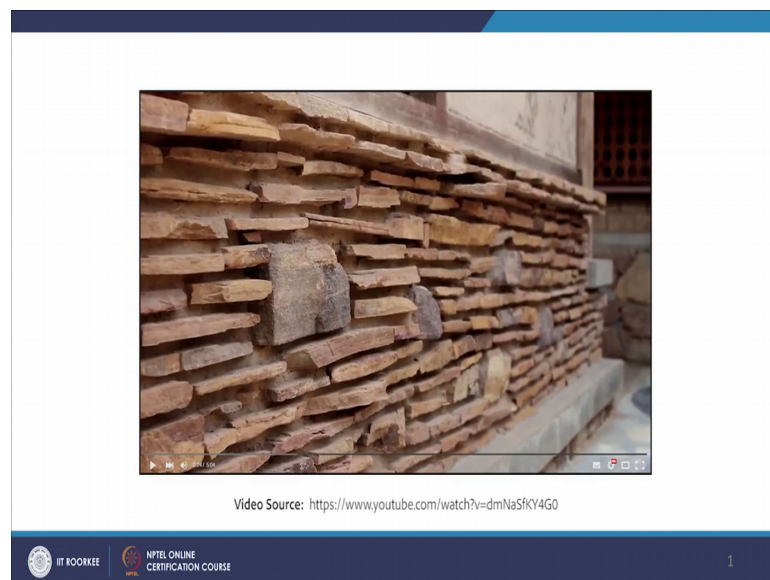 Video Source: https://www.youtube.com/watch?v=dmNaSfKY4G0
IIT ROORKEE
NPTEL ONLINE
CERTIFICATION COURSE
1